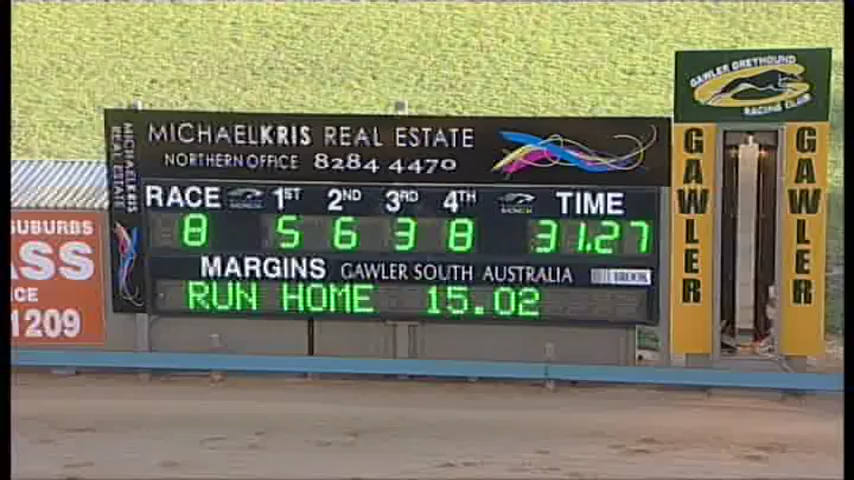 GAWLER GREYHOUND
RACING CLUB
MICHAELKRIS REAL ESTATE
NORTHERN OFFICE 8284 4470
MICHAELKRIS
REAL ESTATE
RACE 1ST 2ND 3RD 4TH TIME
8 5 6 3 8 31.27
MARGINS GAWLER SOUTH AUSTRALIA
RUN HOME 15.02
SUBURBS
ASS
CE
1209
GAWLER
GAWLER